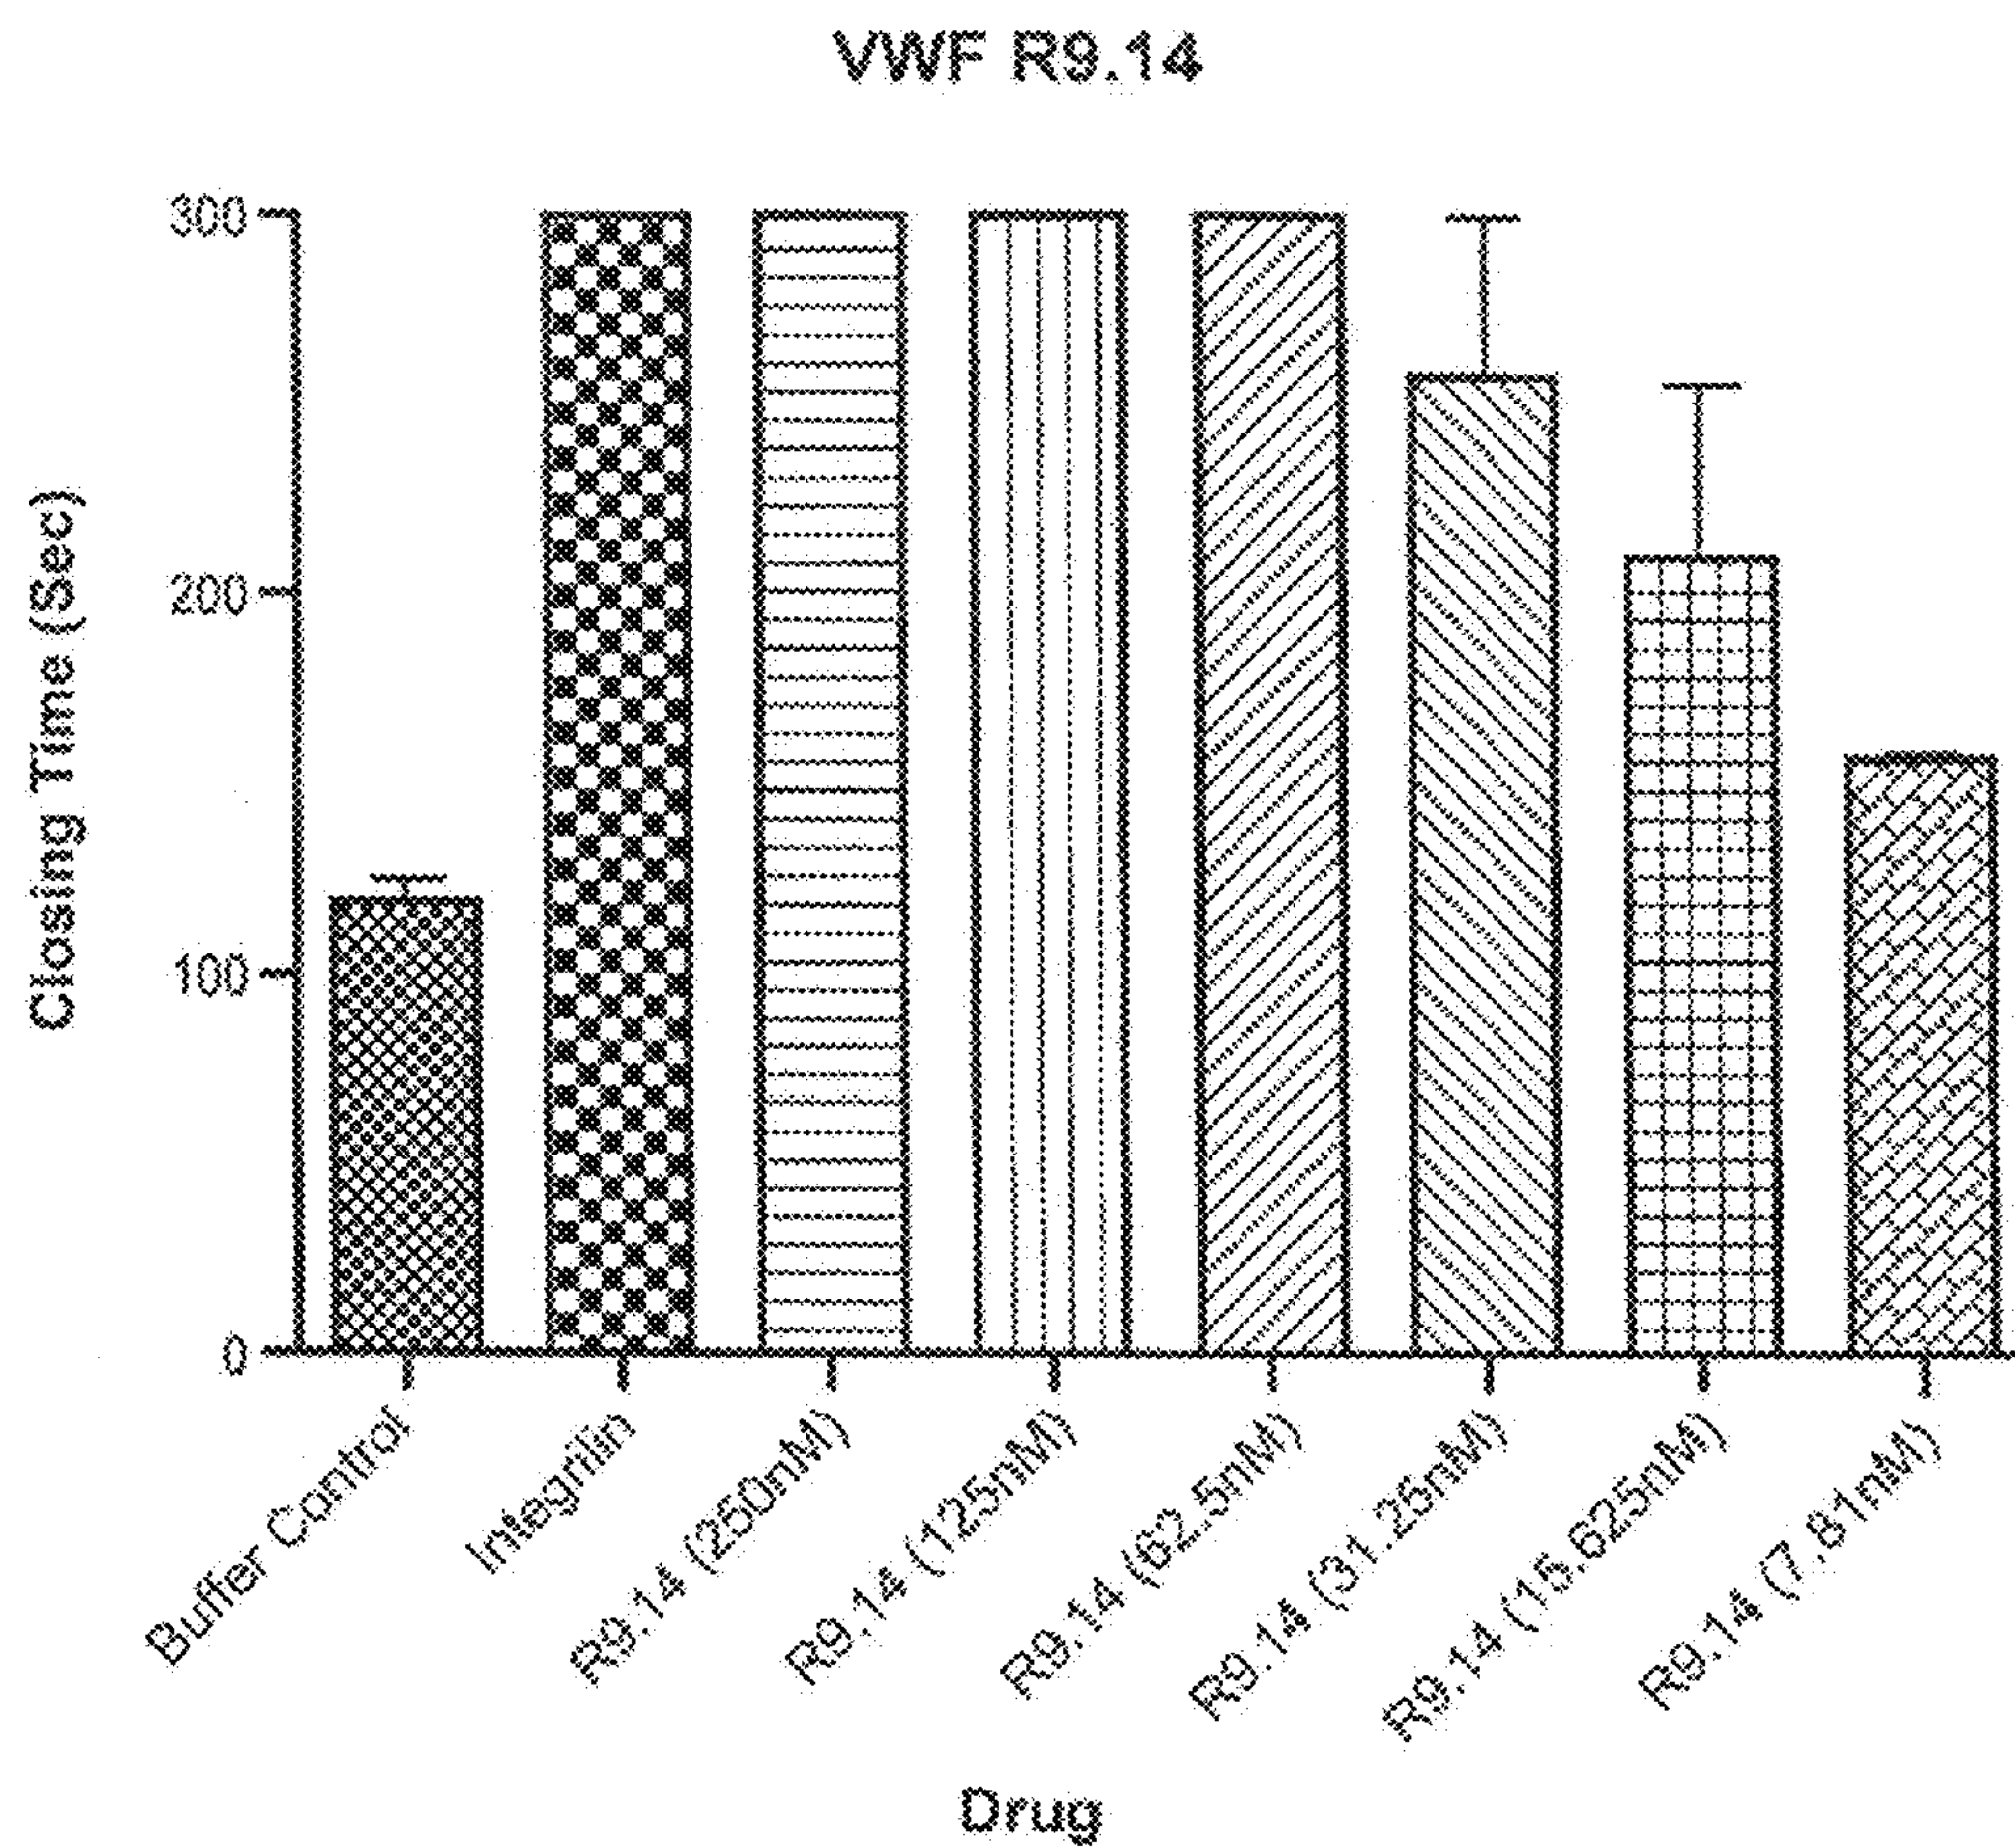 VWF R9.14
300
200
100
0
Closing Time (Sec)
Buffer Control
Integrilin
R9.14 (250nM)
R9.14 (125nM)
R9.14 (62.5nM)
R9.14 (31.25nM)
R9.14 (15.625nM)
R9.14 (7.81nM)
Drug